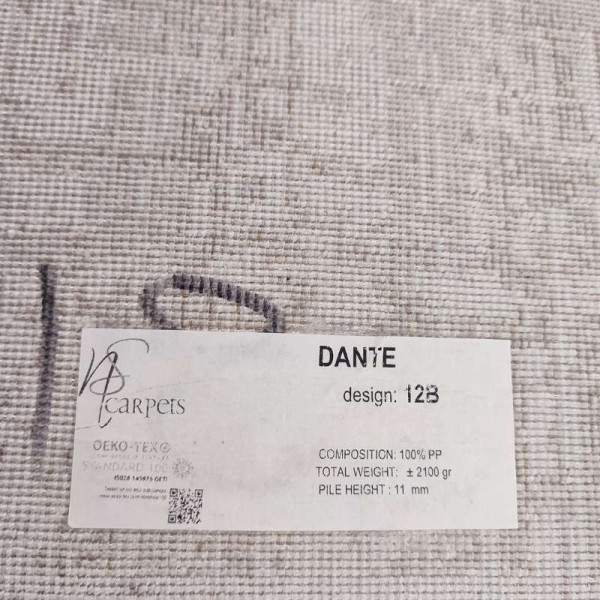 NS
carpets
DANTE
design: 12B
OEKO-TEX
STANDARD 100
COMPOSITION: 100% PP
TOTAL WEIGHT: ± 2100 gr
PILE HEIGHT : 11 mm